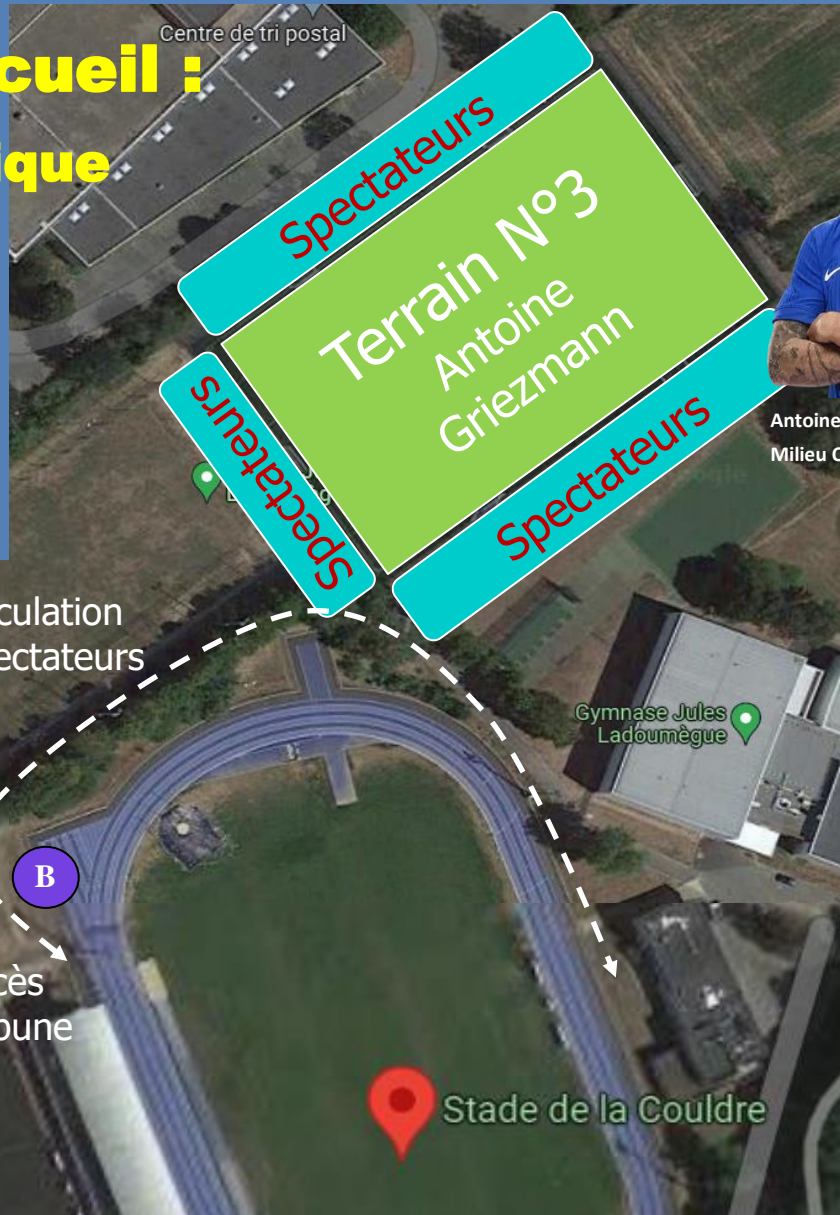 Centre de tri postal
cueil :
ique
Spectateurs
Terrain N°3
Antoine
Griezmann
Spectateurs
Spectateurs
Antoine
Milieu
culation
ectateurs
Gymnase Jules
Ladoumègue
B
cès
bune
Stade de la Couldre